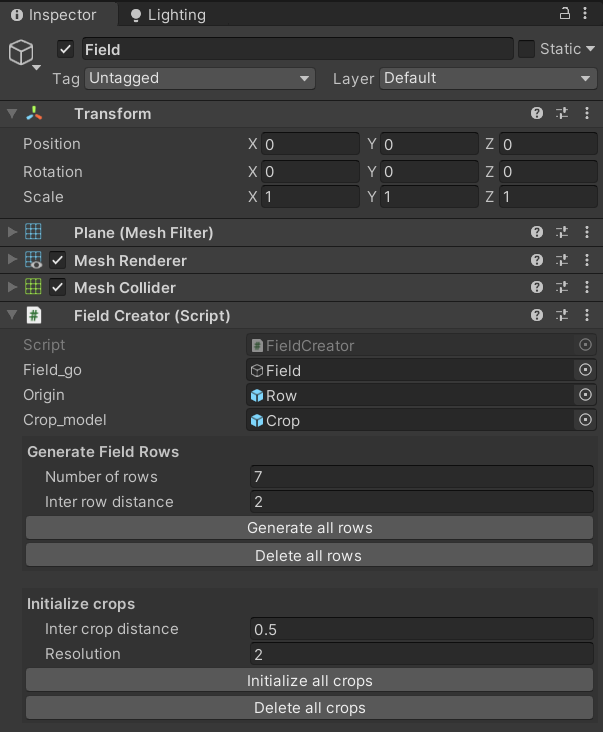 Inspector Lighting
Field Static
Tag Untagged Layer Default
Transform
Position X 0 Y 0 Z 0
Rotation X 0 Y 0 Z 0
Scale X 1 Y 1 Z 1
Plane (Mesh Filter)
Mesh Renderer
Mesh Collider
Field Creator (Script)
Script FieldCreator
Field_go Field
Origin Row
Crop_model Crop
Generate Field Rows
Number of rows 7
Inter row distance 2
Generate all rows
Delete all rows
Initialize crops
Inter crop distance 0.5
Resolution 2
Initialize all crops
Delete all crops